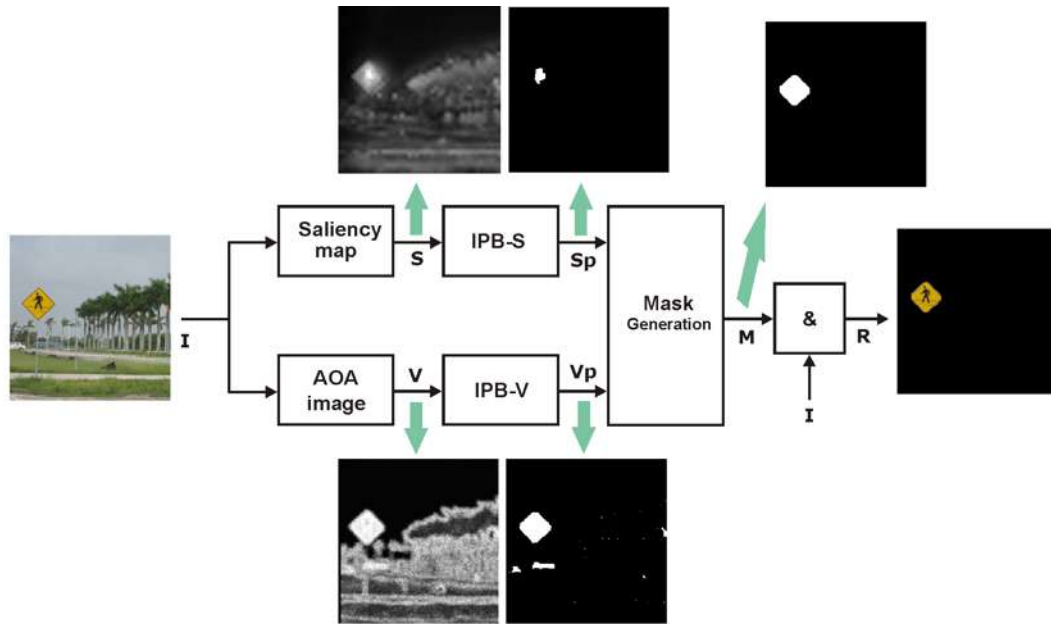 Saliency
map
S
IPB-S
Sp
I
AOA
image
V
IPB-V
Vp
Mask
Generation
M
&
I
R